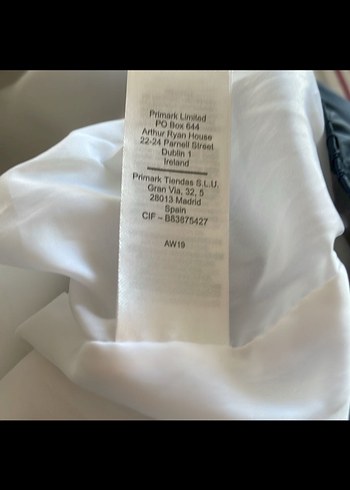 Primark Limited
PO Box 644
Arthur Ryan House
22-24 Parnell Street
Dublin 1
Ireland
Primark Tiendas S.L.U.
Gran Via, 32, 5
28013 Madrid
Spain
CIF – B83875427
AW19